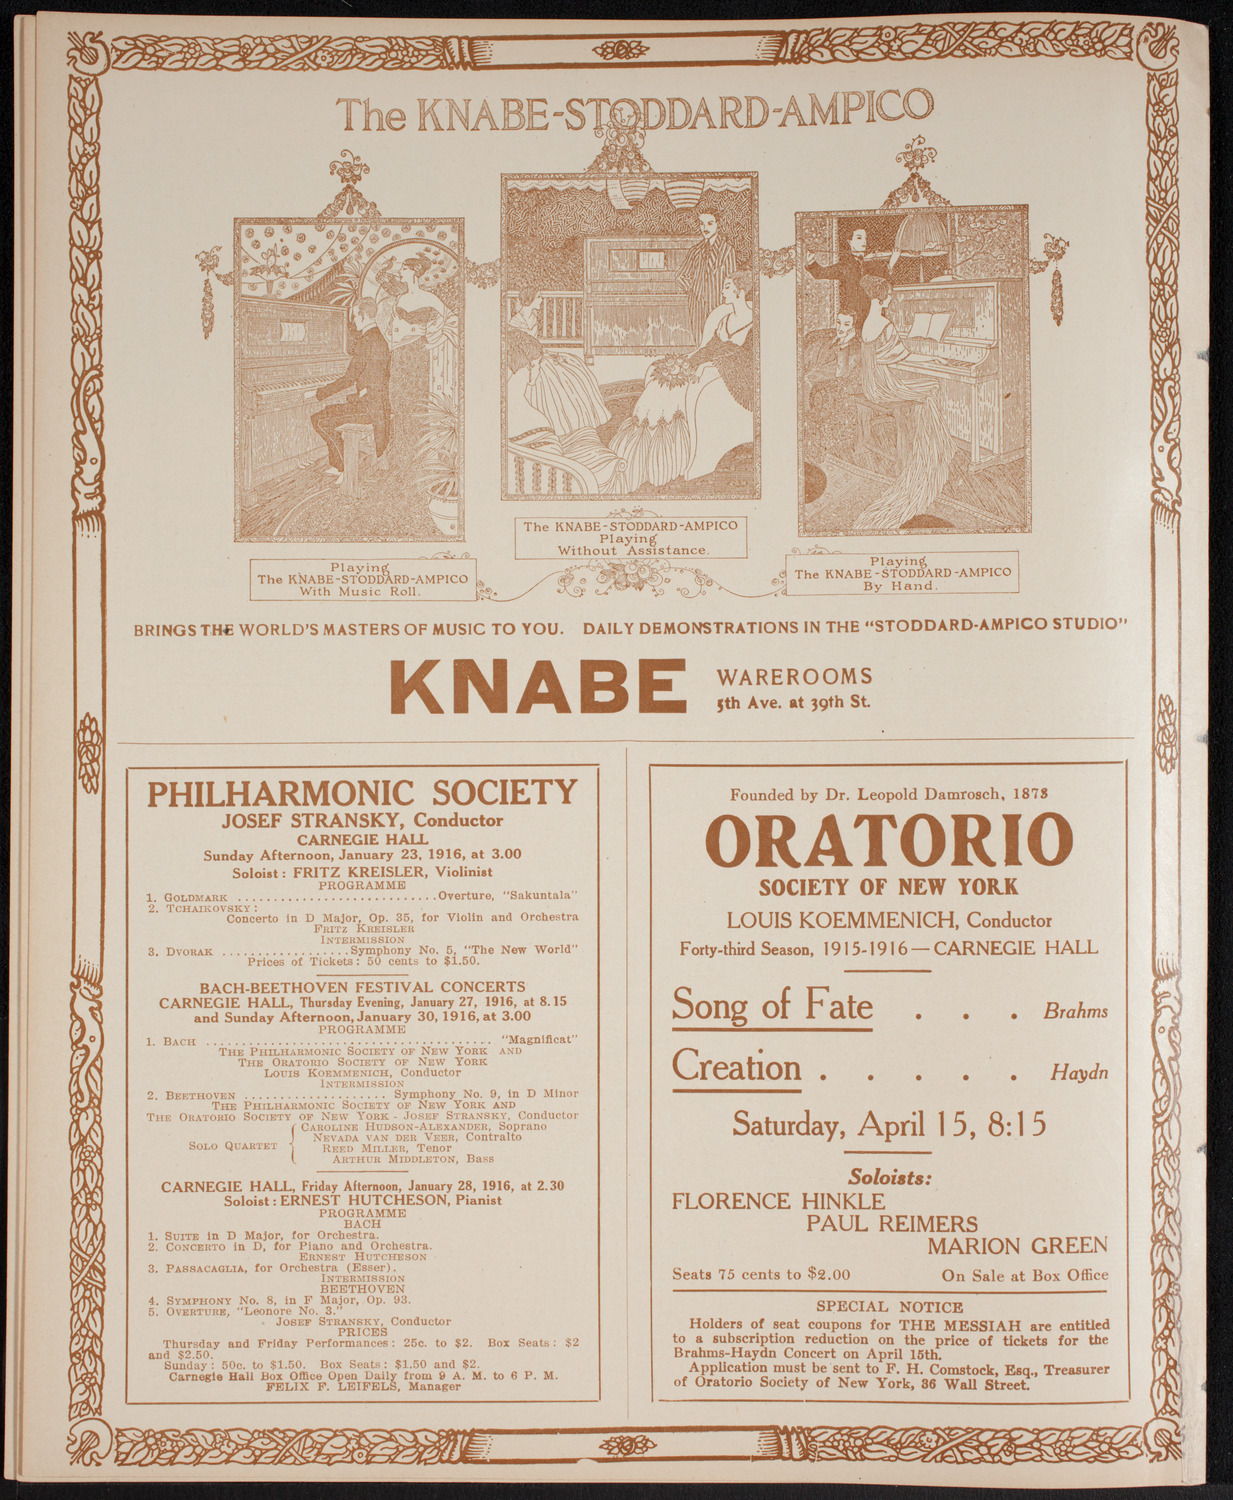 The KNABE-STODDARD-AMPICO
Playing
The KNABE-STODDARD-AMPICO
With Music Roll.
The KNABE-STODDARD-AMPICO
Playing
Without Assistance.
Playing
The KNABE-STODDARD-AMPICO
By Hand.
BRINGS THE WORLD'S MASTERS OF MUSIC TO YOU. DAILY DEMONSTRATIONS IN THE "STODDARD-AMPICO STUDIO"
KNABE WAREROOMS
5th Ave. at 39th St.
PHILHARMONIC SOCIETY
JOSEF STRANSKY, Conductor
CARNEGIE HALL
Sunday Afternoon, January 23, 1916, at 3.00
Soloist: FRITZ KREISLER, Violinist
PROGRAMME
1. GOLDMARK ............................Overture, "Sakuntala"
2. TCHAIKOVSKY:
Concerto in D Major, Op. 35, for Violin and Orchestra
FRITZ KREISLER
INTERMISSION
3. DVORAK ..................Symphony No. 5, "The New World"
Prices of Tickets: 50 cents to $1.50.
BACH-BEETHOVEN FESTIVAL CONCERTS
CARNEGIE HALL, Thursday Evening, January 27, 1916, at 8.15
and Sunday Afternoon, January 30, 1916, at 3.00
PROGRAMME
1. BACH ............................................"Magnificat"
THE PHILHARMONIC SOCIETY OF NEW YORK AND
THE ORATORIO SOCIETY OF NEW YORK
LOUIS KOEMMENICH, Conductor
INTERMISSION
2. BEETHOVEN .................... Symphony No. 9, in D Minor
THE PHILHARMONIC SOCIETY OF NEW YORK AND
THE ORATORIO SOCIETY OF NEW YORK - JOSEF STRANSKY, Conductor
SOLO QUARTET { CAROLINE HUDSON-ALEXANDER, Soprano
NEVADA VAN DER VEER, Contralto
REED MILLER, Tenor
ARTHUR MIDDLETON, Bass
CARNEGIE HALL, Friday Afternoon, January 28, 1916, at 2.30
Soloist: ERNEST HUTCHESON, Pianist
PROGRAMME
BACH
1. SUITE in D Major, for Orchestra.
2. CONCERTO in D, for Piano and Orchestra.
ERNEST HUTCHESON
3. PASSACAGLIA, for Orchestra (Esser).
INTERMISSION
BEETHOVEN
4. SYMPHONY No. 8, in F Major, Op. 93.
5. OVERTURE, "Leonore No. 3."
JOSEF STRANSKY, Conductor
PRICES
Thursday and Friday Performances: 25c. to $2. Box Seats: $2
and $2.50.
Sunday: 50c. to $1.50. Box Seats: $1.50 and $2.
Carnegie Hall Box Office Open Daily from 9 A. M. to 6 P. M.
FELIX F. LEIFELS, Manager
Founded by Dr. Leopold Damrosch, 1873
ORATORIO
SOCIETY OF NEW YORK
LOUIS KOEMMENICH, Conductor
Forty-third Season, 1915-1916—CARNEGIE HALL
Song of Fate . . . Brahms
Creation . . . . . Haydn
Saturday, April 15, 8:15
Soloists:
FLORENCE HINKLE
PAUL REIMERS
MARION GREEN
Seats 75 cents to $2.00 On Sale at Box Office
SPECIAL NOTICE
Holders of seat coupons for THE MESSIAH are entitled
to a subscription reduction on the price of tickets for the
Brahms-Haydn Concert on April 15th.
Application must be sent to F. H. Comstock, Esq., Treasurer
of Oratorio Society of New York, 36 Wall Street.